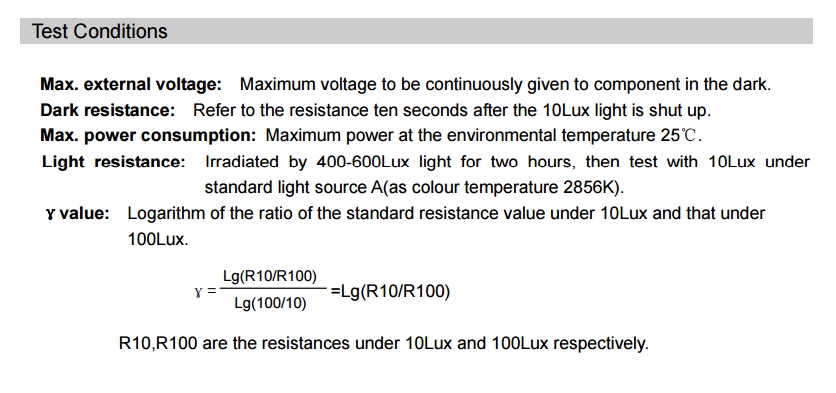 Test Conditions
Max. external voltage: Maximum voltage to be continuously given to component in the dark.
Dark resistance: Refer to the resistance ten seconds after the 10Lux light is shut up.
Max. power consumption: Maximum power at the environmental temperature 25℃.
Light resistance: Irradiated by 400-600Lux light for two hours, then test with 10Lux under
standard light source A(as colour temperature 2856K).
γ value: Logarithm of the ratio of the standard resistance value under 10Lux and that under
100Lux.
Lg(R10/R100)
γ = =Lg(R10/R100)
Lg(100/10)
R10,R100 are the resistances under 10Lux and 100Lux respectively.